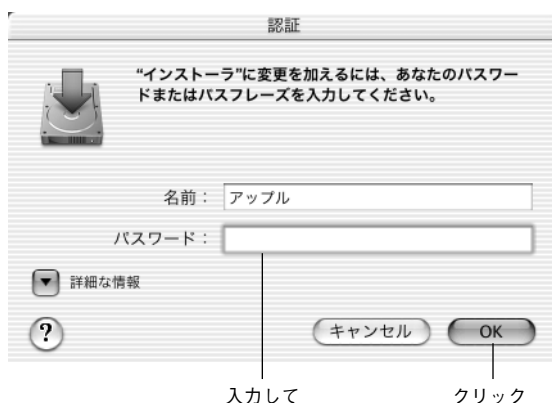 認証
“インストーラ”に変更を加えるには、あなたのパスワー
ドまたはパスフレーズを入力してください。
名前：
アップル
パスワード：
詳細な情報
?
キャンセル
OK
入力して
クリック